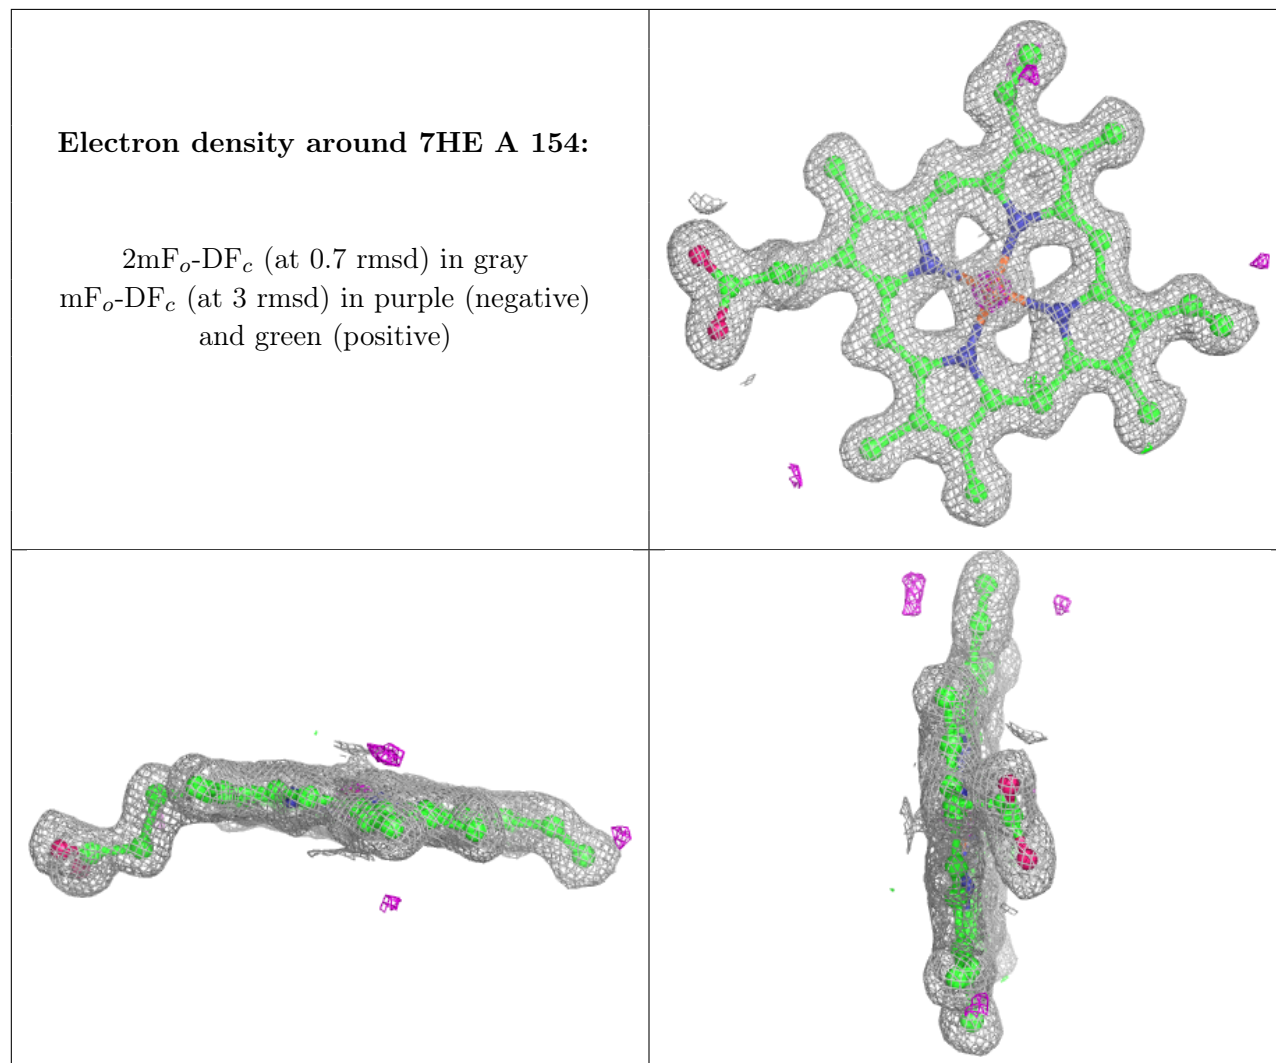 Electron density around 7HE A 154:
2mFo-DFc (at 0.7 rmsd) in gray
mFo-DFc (at 3 rmsd) in purple (negative)
and green (positive)